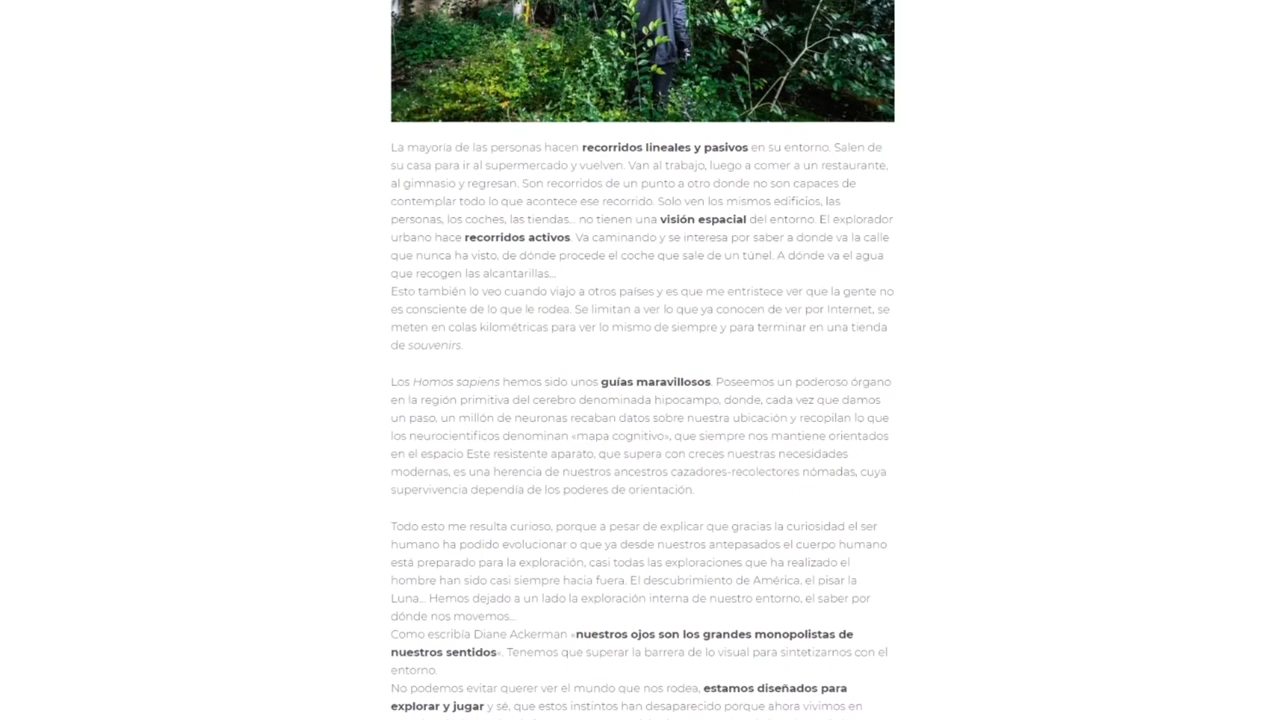 La mayoría de las personas hacen recorridos lineales y pasivos en su entorno. Salen de
su casa para ir al supermercado y vuelven. Van al trabajo, luego a comer a un restaurante,
al gimnasio y regresan. Son recorridos de un punto a otro donde no son capaces de
contemplar todo lo que acontece ese recorrido. Solo ven los mismos edificios, las
personas, los coches, las tiendas... no tienen una visión espacial del entorno. El explorador
urbano hace recorridos activos. Va caminando y se interesa por saber a donde va la calle
que nunca ha visto, de dónde procede el coche que sale de un túnel. A dónde va el agua
que recogen las alcantarillas...
Esto también lo veo cuando viajo a otros países y es que me entristece ver que la gente no
es consciente de lo que le rodea. Se limitan a ver lo que ya conocen de ver por Internet, se
meten en colas kilométricas para ver lo mismo de siempre y para terminar en una tienda
de souvenirs.
Los Homos sapiens hemos sido unos guías maravillosos. Poseemos un poderoso órgano
en la región primitiva del cerebro denominada hipocampo, donde, cada vez que damos
un paso, un millón de neuronas recaban datos sobre nuestra ubicación y recopilan lo que
los neurocientíficos denominan «mapa cognitivo», que siempre nos mantiene orientados
en el espacio Este resistente aparato, que supera con creces nuestras necesidades
modernas, es una herencia de nuestros ancestros cazadores-recolectores nómadas, cuya
supervivencia dependía de los poderes de orientación.
Todo esto me resulta curioso, porque a pesar de explicar que gracias la curiosidad el ser
humano ha podido evolucionar o que ya desde nuestros antepasados el cuerpo humano
está preparado para la exploración, casi todas las exploraciones que ha realizado el
hombre han sido casi siempre hacia fuera. El descubrimiento de América, el pisar la
Luna... Hemos dejado a un lado la exploración interna de nuestro entorno, el saber por
dónde nos movemos...
Como escribía Diane Ackerman «nuestros ojos son los grandes monopolistas de
nuestros sentidos«. Tenemos que superar la barrera de lo visual para sintetizarnos con el
entorno.
No podemos evitar querer ver el mundo que nos rodea, estamos diseñados para
explorar y jugar y sé, que estos instintos han desaparecido porque ahora vivimos en